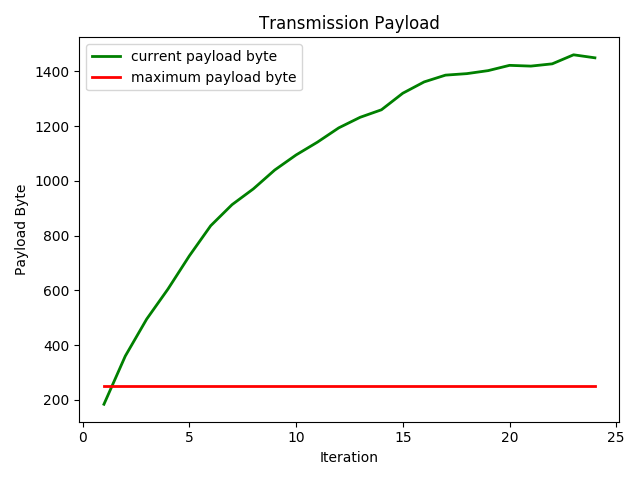 Transmission Payload
current payload byte
maximum payload byte
Payload Byte
1400
1200
1000
800
600
400
200
0
5
10
15
20
25
Iteration